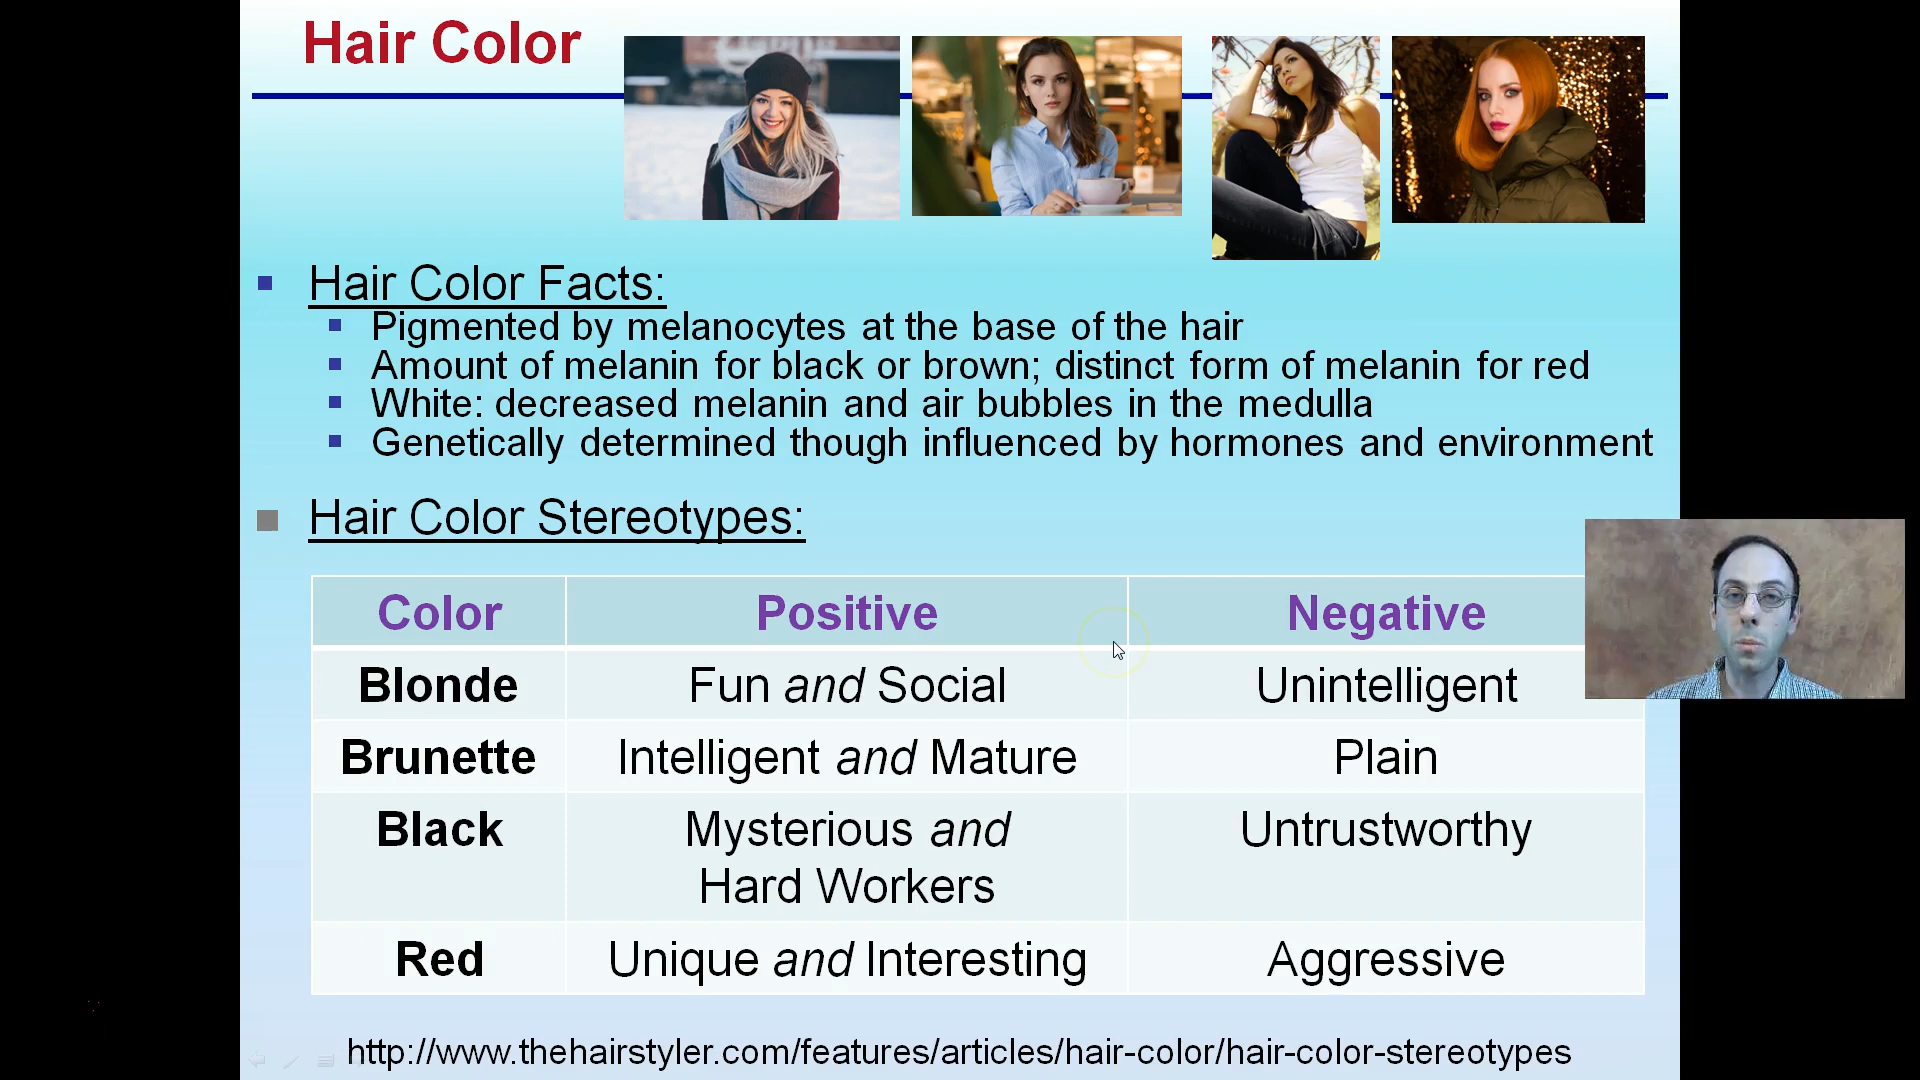 Hair Color
Hair Color Facts:
Pigmented by melanocytes at the base of the hair
Amount of melanin for black or brown; distinct form of melanin for red
White: decreased melanin and air bubbles in the medulla
Genetically determined though influenced by hormones and environment
Hair Color Stereotypes:
Color Positive Negative
Blonde Fun and Social Unintelligent
Brunette Intelligent and Mature Plain
Black Mysterious and Untrustworthy
Hard Workers
Red Unique and Interesting Aggressive
http://www.thehairstyler.com/features/articles/hair-color/hair-color-stereotypes